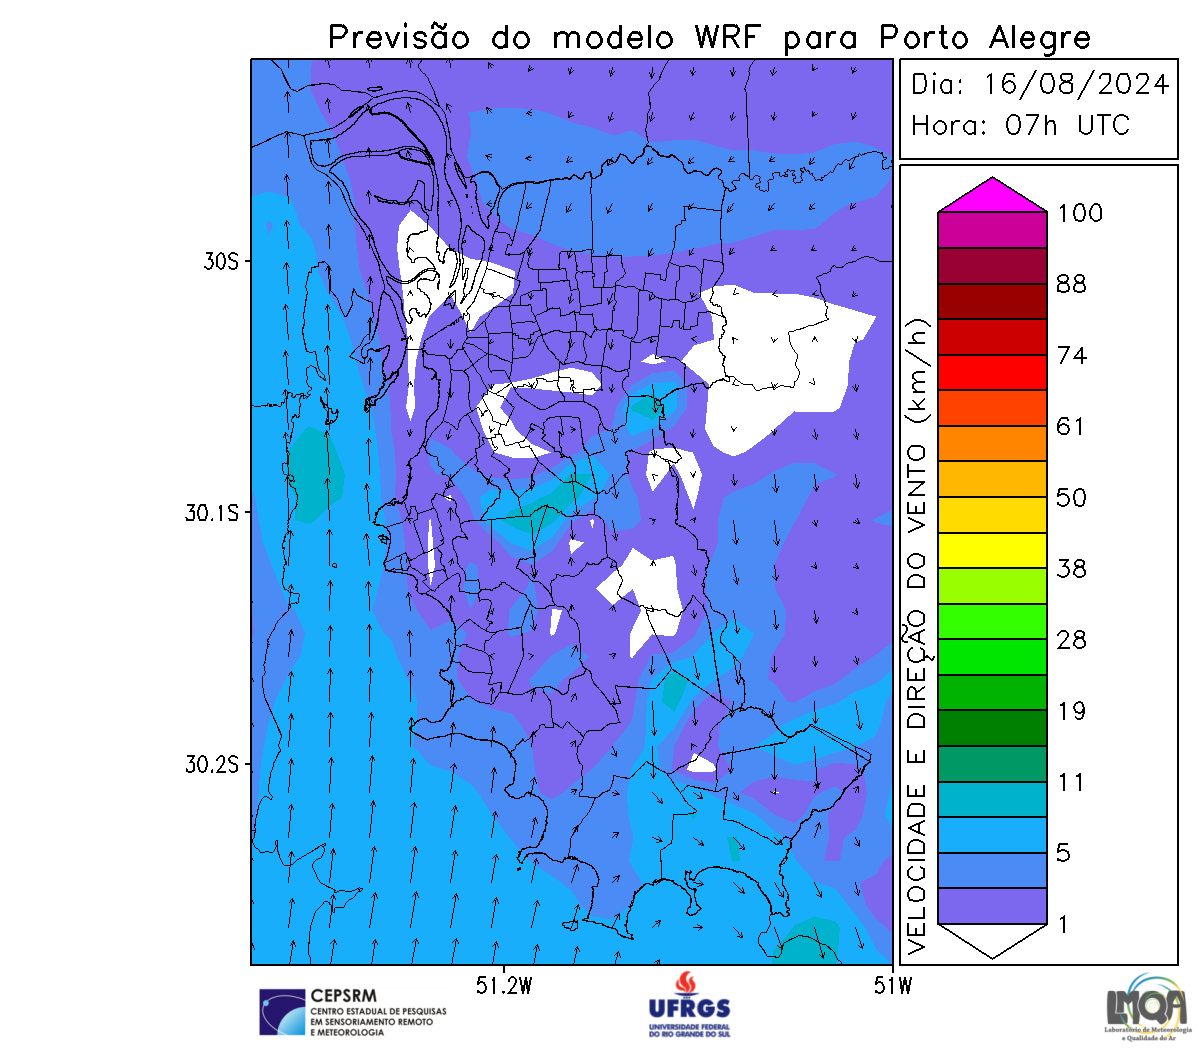 Previsão do modelo WRF para Porto Alegre
Dia: 16/08/2024
Hora: 07h UTC
30S
30.1S
30.2S
51.2W
51W
VELOCIDADE E DIREÇÃO DO VENTO (km/h)
100
88
74
61
50
38
28
19
11
5
1
CEPSRM
CENTRO ESTADUAL DE PESQUISAS
EM SENSORIAMENTO REMOTO
E METEOROLOGIA
UFRGS
UNIVERSIDADE FEDERAL
DO RIO GRANDE DO SUL
LMQA
Laboratório de Meteorologia
e Qualidade do Ar